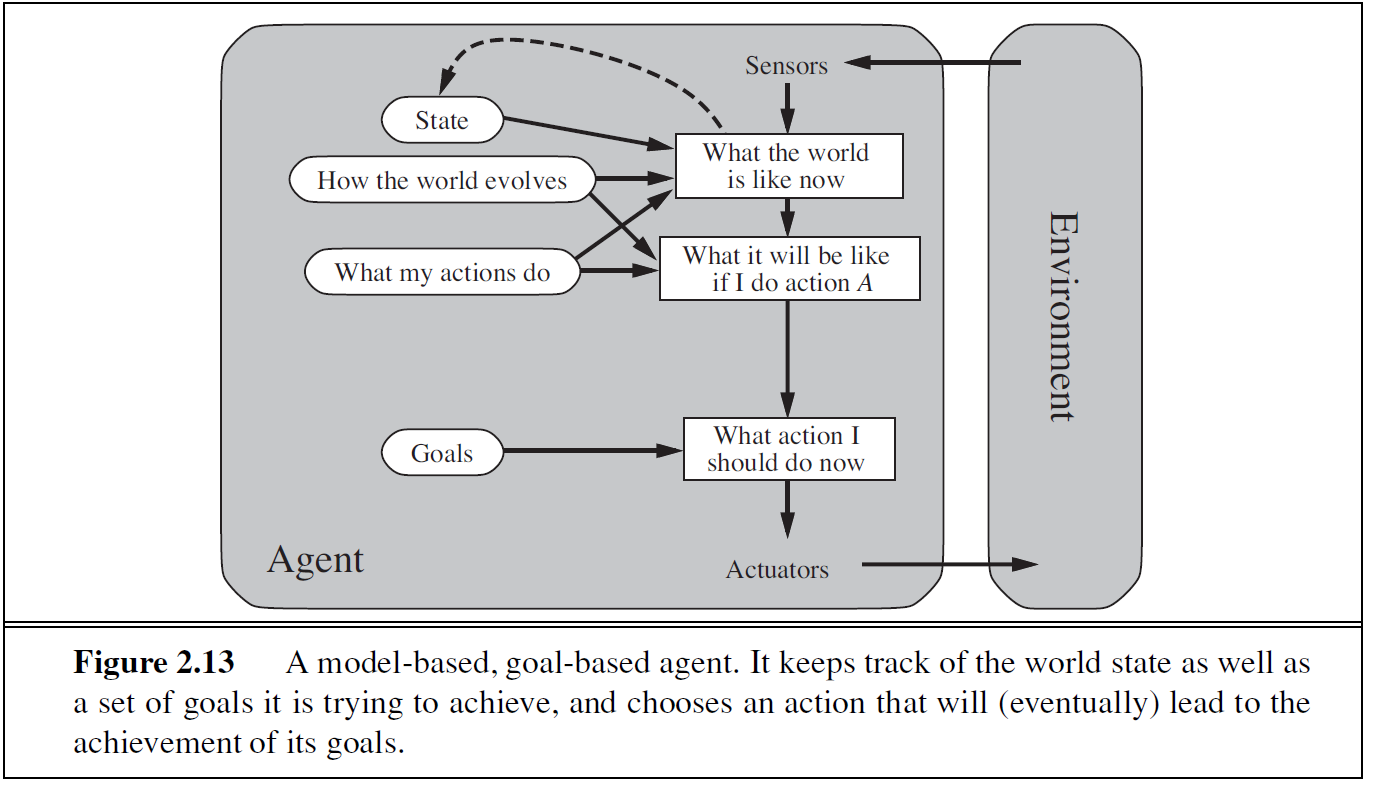 Sensors
State
What the world
is like now
How the world evolves
What it will be like
if I do action A
What my actions do
Environment
What action I
should do now
Goals
Agent
Actuators
Figure 2.13 A model-based, goal-based agent. It keeps track of the world state as well as
a set of goals it is trying to achieve, and chooses an action that will (eventually) lead to the
achievement of its goals.